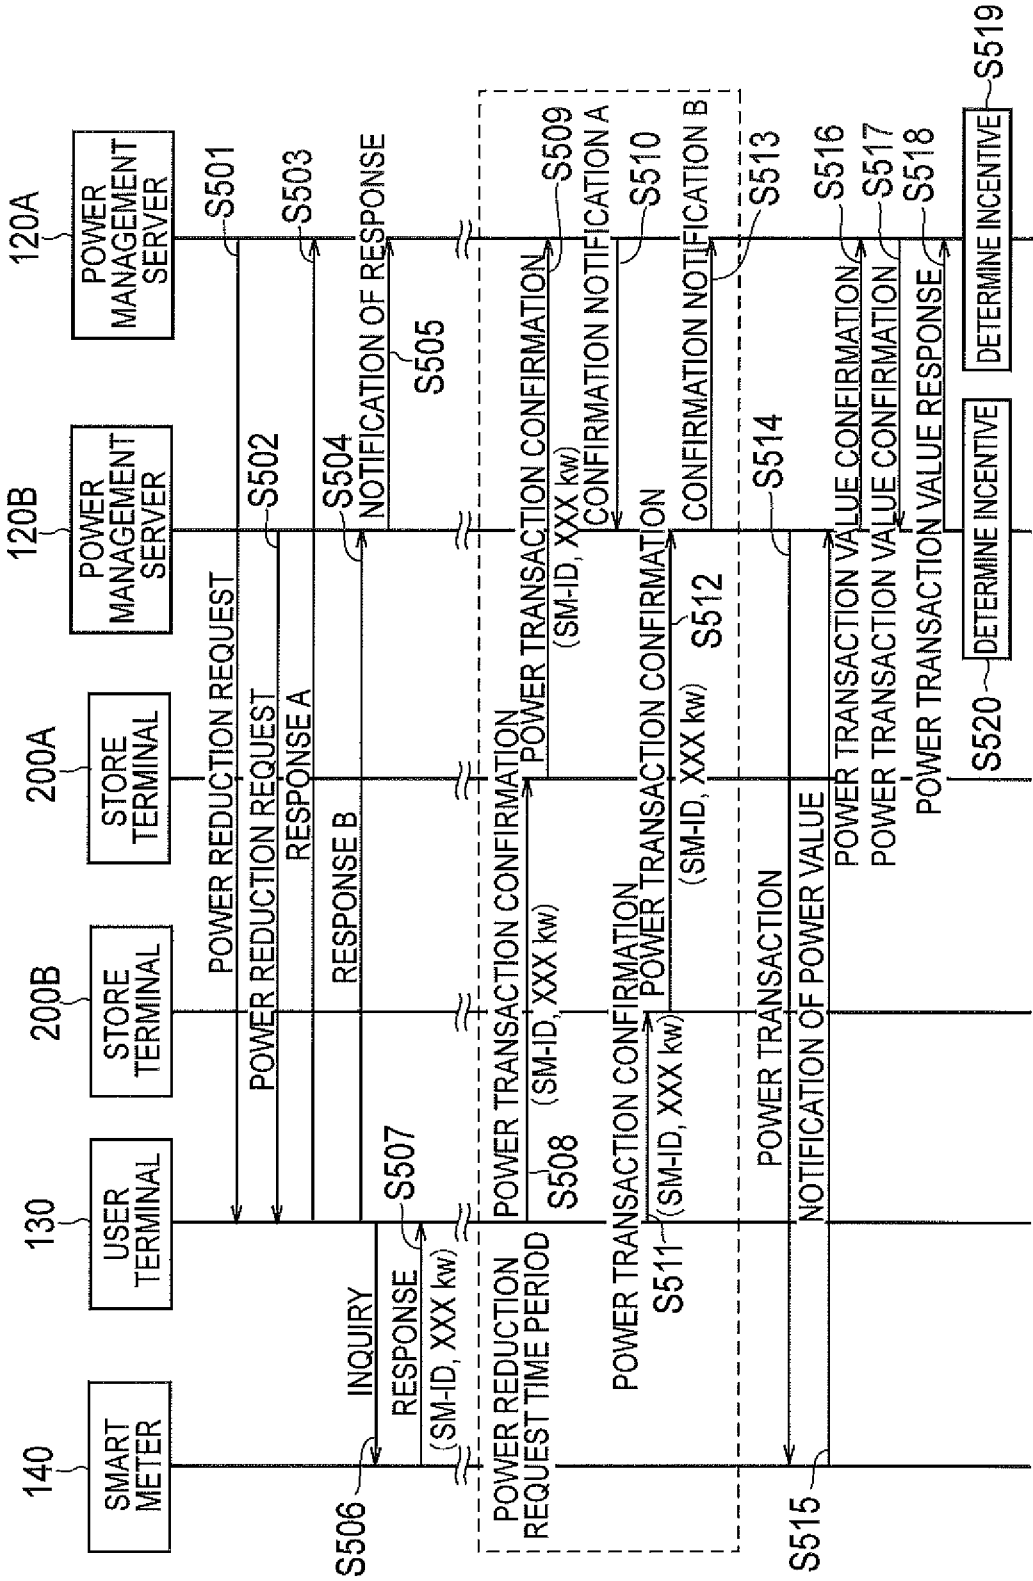 140
130
200B
200A
120B
120A
SMART
METER
USER
TERMINAL
STORE
TERMINAL
STORE
TERMINAL
POWER
MANAGEMENT
SERVER
POWER
MANAGEMENT
SERVER
POWER REDUCTION REQUEST
S501
POWER REDUCTION REQUEST
S502
RESPONSE A
S503
RESPONSE B
S504
NOTIFICATION OF RESPONSE
S505
INQUIRY
S506
RESPONSE
(SM-ID, XXX kw)
S507
POWER REDUCTION
REQUEST TIME PERIOD
POWER TRANSACTION CONFIRMATION
(SM-ID, XXX kw)
S508
POWER TRANSACTION CONFIRMATION
(SM-ID, XXX kw)
S509
CONFIRMATION NOTIFICATION A
S510
POWER TRANSACTION CONFIRMATION
(SM-ID, XXX kw)
S511
POWER TRANSACTION CONFIRMATION
(SM-ID, XXX kw)
S512
CONFIRMATION NOTIFICATION B
S513
POWER TRANSACTION
S514
NOTIFICATION OF POWER VALUE
S515
POWER TRANSACTION VALUE CONFIRMATION
S516
POWER TRANSACTION VALUE CONFIRMATION
S517
POWER TRANSACTION VALUE RESPONSE
S518
DETERMINE INCENTIVE
S520
DETERMINE INCENTIVE
S519